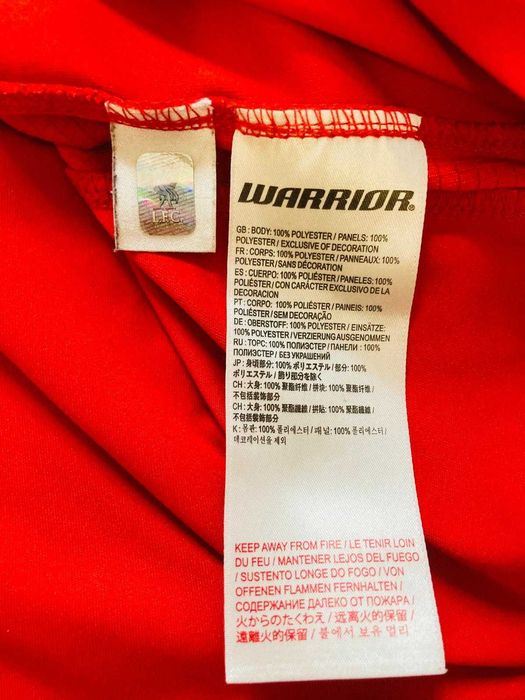 L.F.C.
WARRIOR®
GB: BODY: 100% POLYESTER / PANELS: 100%
POLYESTER / EXCLUSIVE OF DECORATION
FR: CORPS: 100% POLYESTER / PANNEAUX: 100%
POLYESTER / SANS DÉCORATION
ES: CUERPO: 100% POLIÉSTER / PANELES: 100%
POLIÉSTER / CON CARÁCTER EXCLUSIVO DE LA
DECORACION
PT: CORPO: 100% POLIÉSTER / PAINEIS: 100%
POLIÉSTER / SEM DECORAÇÃO
DE: OBERSTOFF: 100% POLYESTER / EINSÄTZE:
100% POLYESTER / VERZIERUNG AUSGENOMMEN
RU: ТОРС: 100% ПОЛИЭСТЕР / ПАНЕЛИ : 100%
ПОЛИЭСТЕР / БЕЗ УКРАШЕНИЙ
JP: 身頃部分: 100% ポリエステル / 部分: 100%
ポリエステル / 飾り部分を除く
CH: 大身: 100% 聚酯纤维 / 拼块: 100% 聚酯纤维 /
不包括装饰部分
CH: 大身: 100% 聚酯纖維 / 拼贴: 100% 聚酯纖維 /
不包括装飾部分
K: 몸판: 100% 폴리에스터 / 패널: 100% 폴리에스터 /
데코레이션을 제외
KEEP AWAY FROM FIRE / LE TENIR LOIN
DU FEU / MANTENER LEJOS DEL FUEGO
/ SUSTENTO LONGE DO FOGO / VON
OFFENEN FLAMMEN FERNHALTEN /
СОДЕРЖАНИЕ ДАЛЕКО ОТ ПОЖАРА /
火からのたくわえ / 远离火的保留 /
遠離火的保留 / 불에서 보유 멀리